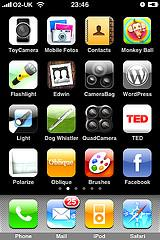 O2-UK 23:46
ToyCamera Mobile Fotos Contacts Monkey Ball
Flashlight Edwin CameraBag WordPress
Light Dog Whistler QuadCamera TED
TED
Polarize Oblique Brushes Facebook
Oblique
25
Phone Mail iPod Safari